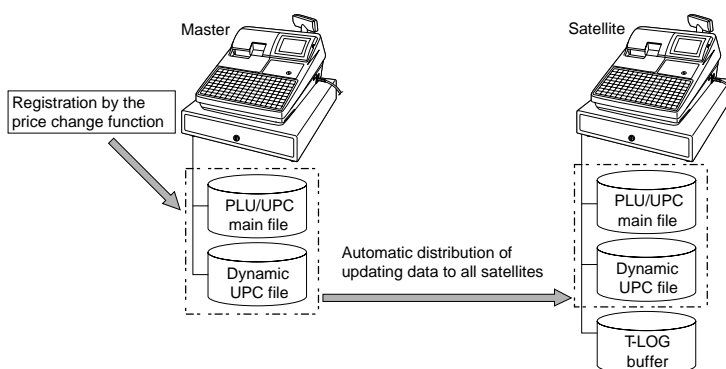 Master
Satellite
Registration by the
price change function
PLU/UPC
main file
Dynamic
UPC file
Automatic distribution of
updating data to all satellites
PLU/UPC
main file
Dynamic
UPC file
T-LOG
buffer